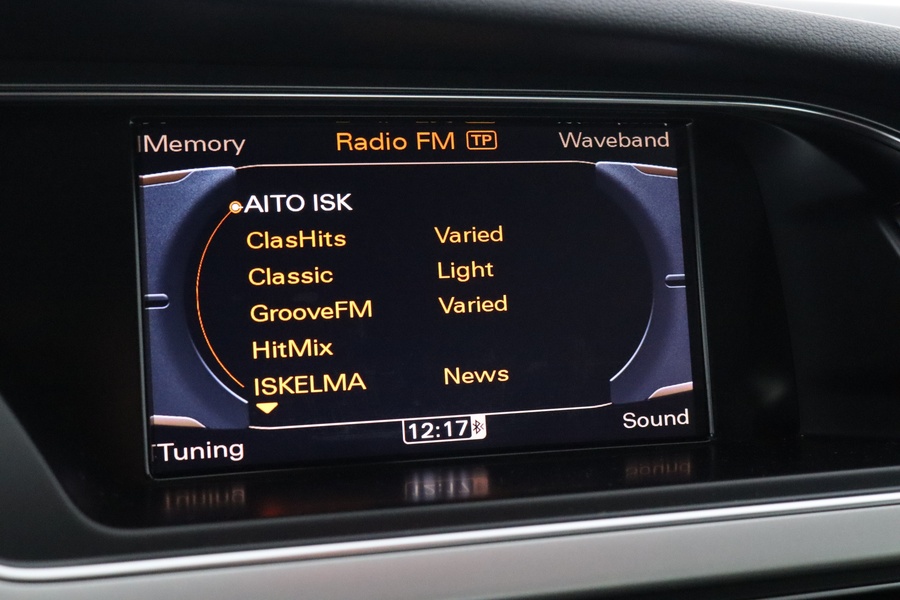 Memory
Radio FM TP
Waveband
AITO ISK
ClasHits Varied
Classic Light
GrooveFM Varied
HitMix
ISKELMA News
12:17
Tuning
Sound